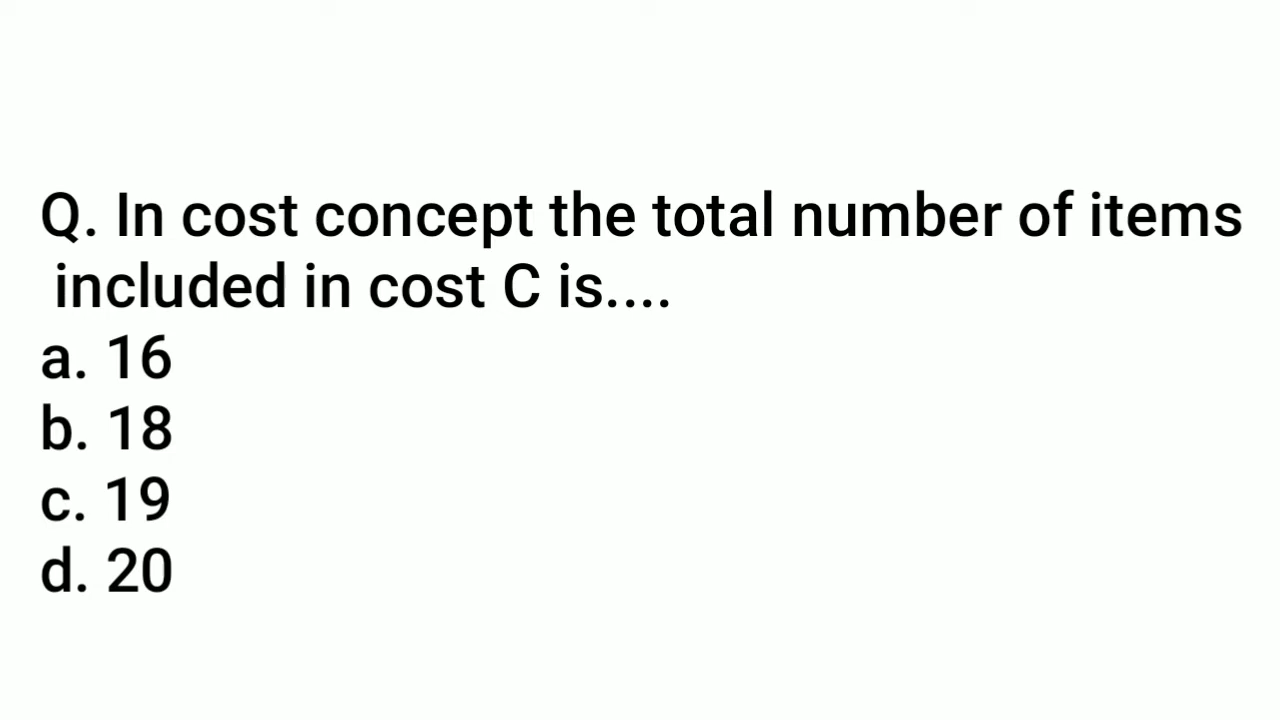 Q. In cost concept the total number of items
included in cost C is....
a. 16
b. 18
c. 19
d. 20